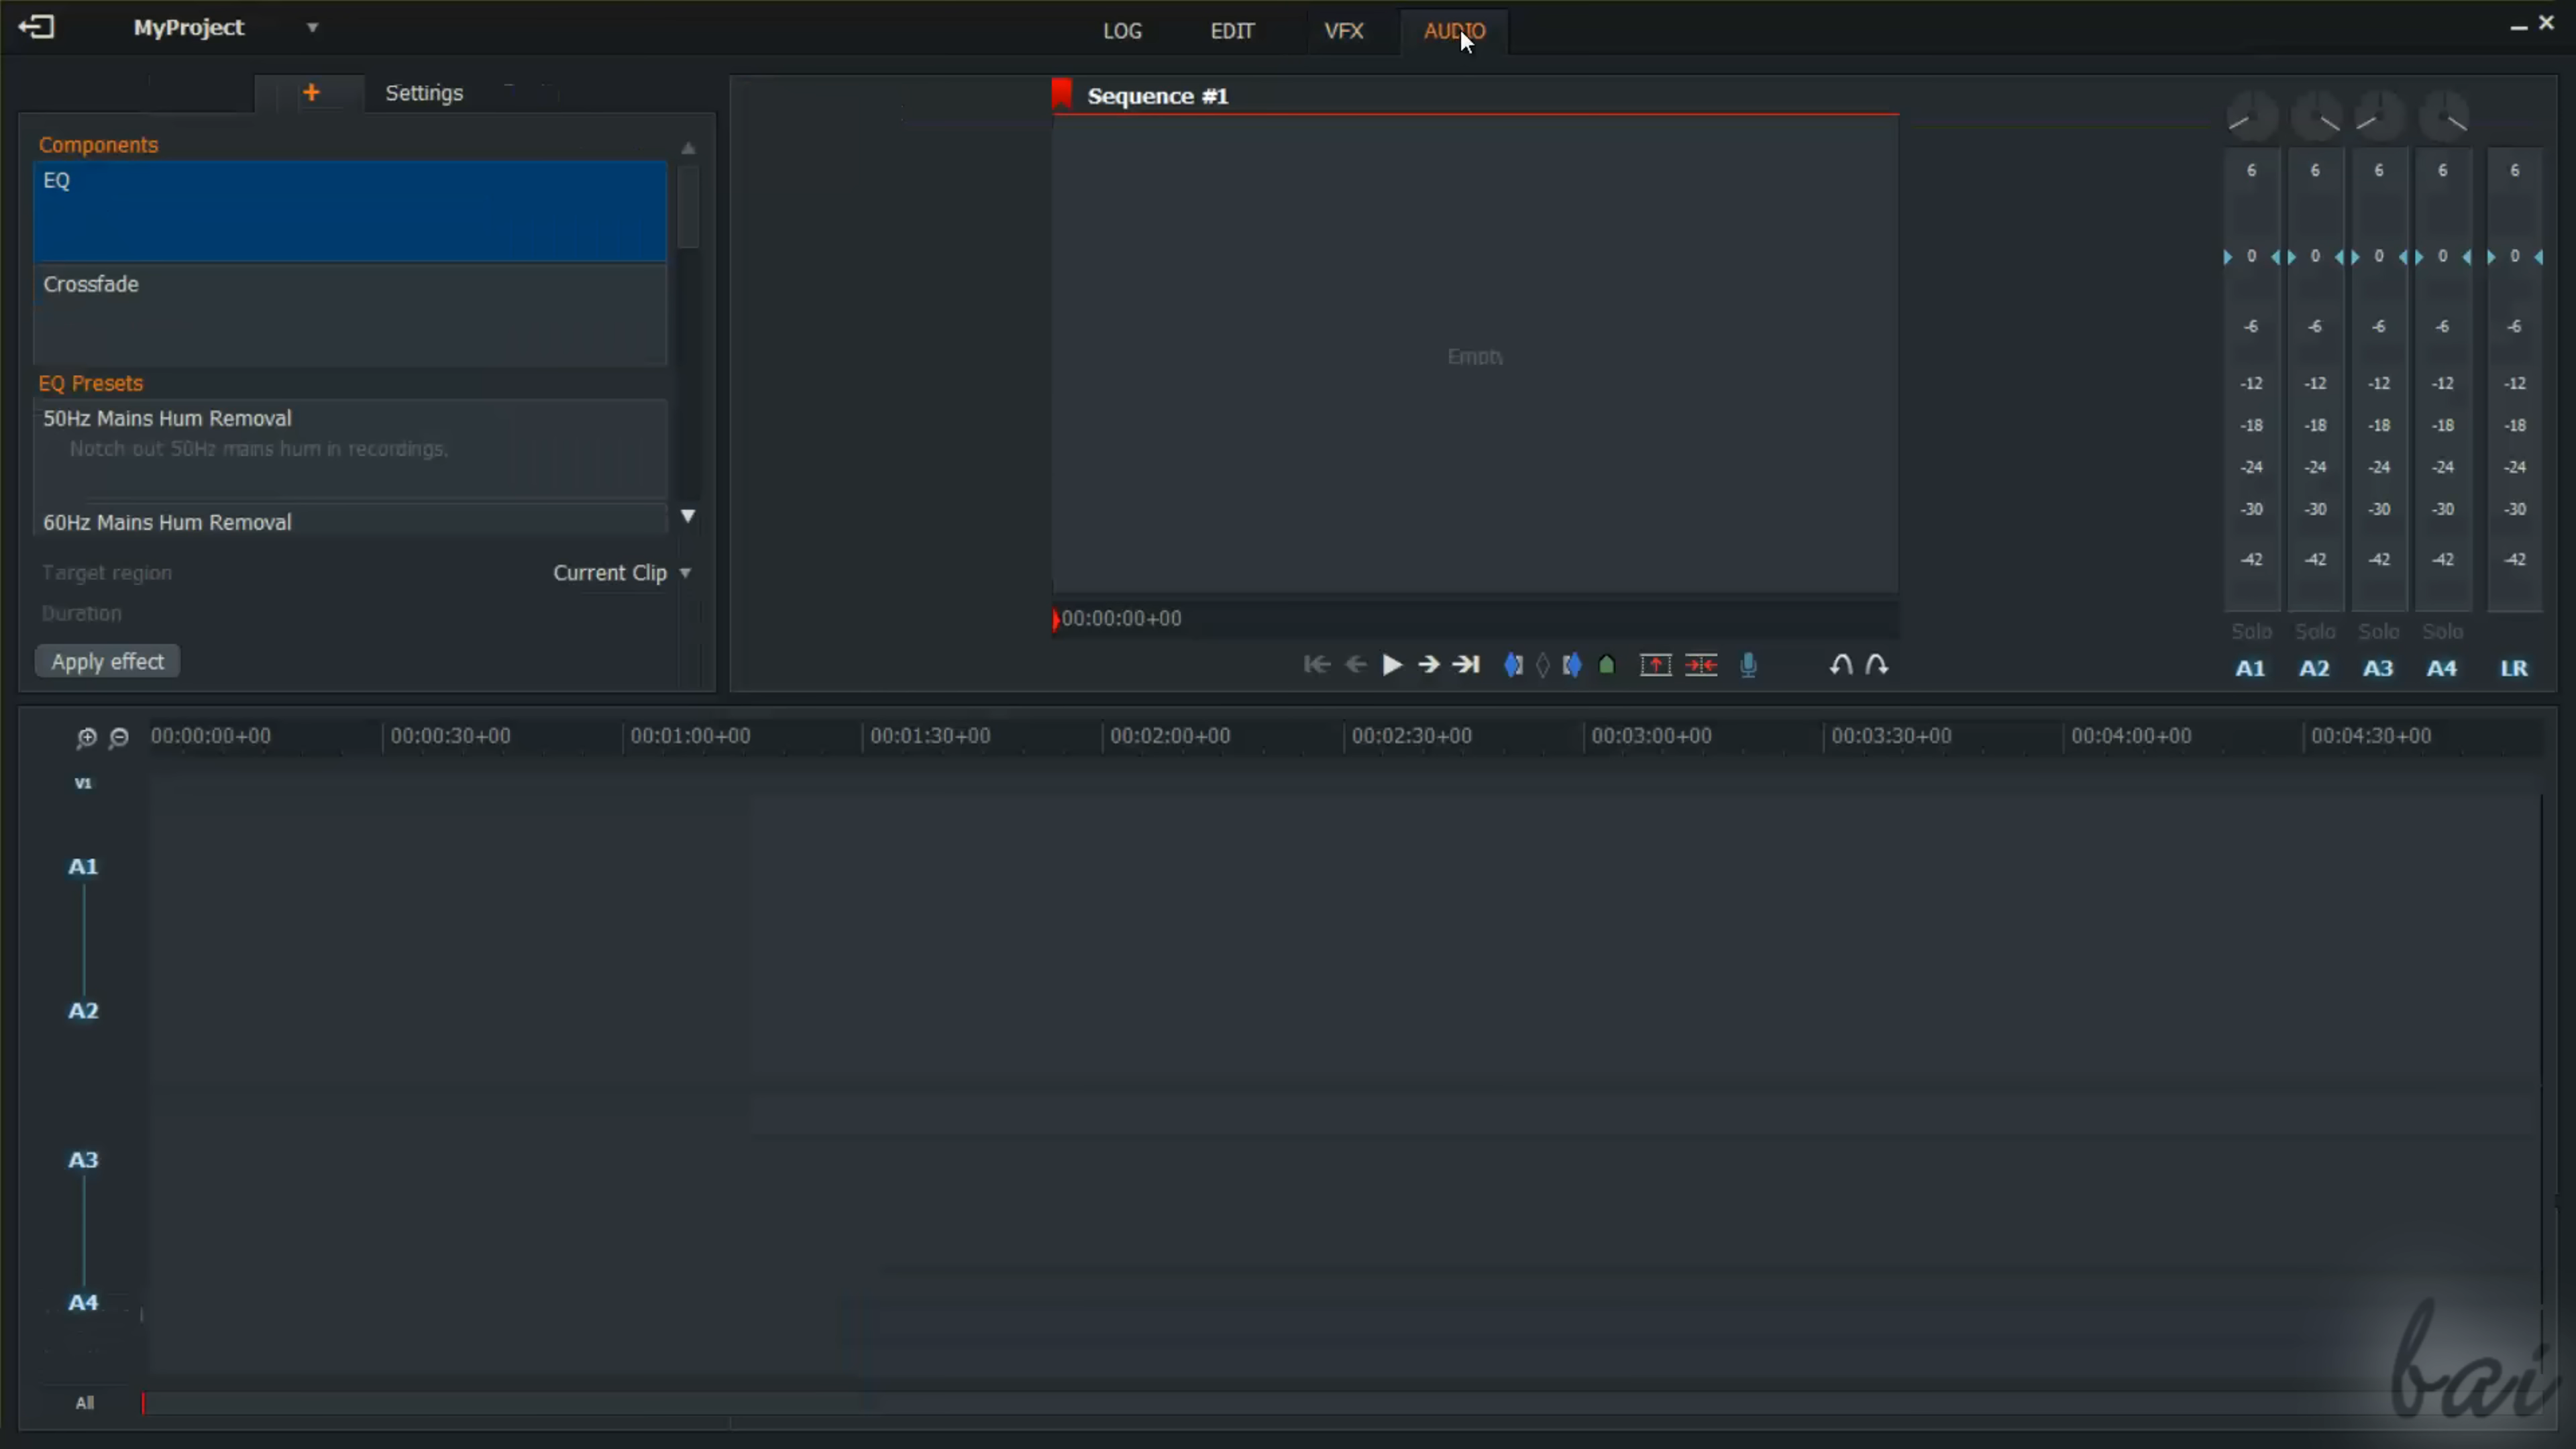 MyProject
LOG EDIT VFX AUDIO
+ Settings
Components
EQ
Crossfade
EQ Presets
50Hz Mains Hum Removal
Notch out 50Hz mains hum in recordings.
60Hz Mains Hum Removal
Target region Current Clip
Duration
Apply effect
Sequence #1
Empty
00:00:00+00
6 6 6 6 6
0 0 0 0 0
-6 -6 -6 -6 -6
-12 -12 -12 -12 -12
-18 -18 -18 -18 -18
-24 -24 -24 -24 -24
-30 -30 -30 -30 -30
-42 -42 -42 -42 -42
Solo Solo Solo Solo
A1 A2 A3 A4 LR
00:00:00+00 00:00:30+00 00:01:00+00 00:01:30+00 00:02:00+00 00:02:30+00 00:03:00+00 00:03:30+00 00:04:00+00 00:04:30+00
V1
A1
A2
A3
A4
All
bai